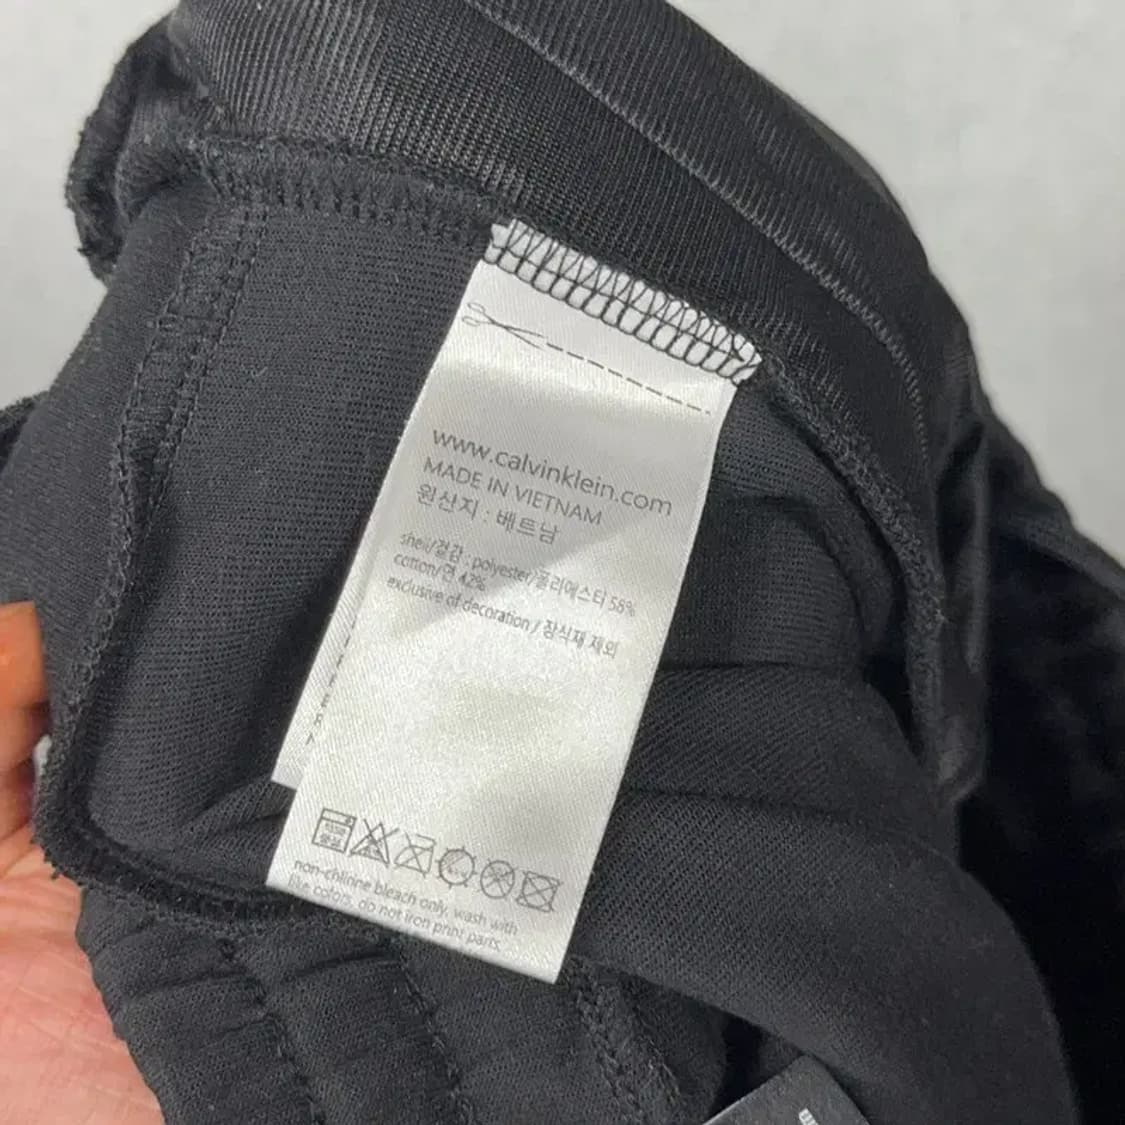 www.calvinklein.com
MADE IN VIETNAM
원산지 : 베트남
shell/겉감 : polyester/폴리에스터 58%
cotton/면 42%
exclusive of decoration / 장식재 제외
non-chlirine bleach only, wash with
like colors, do not iron print parts.